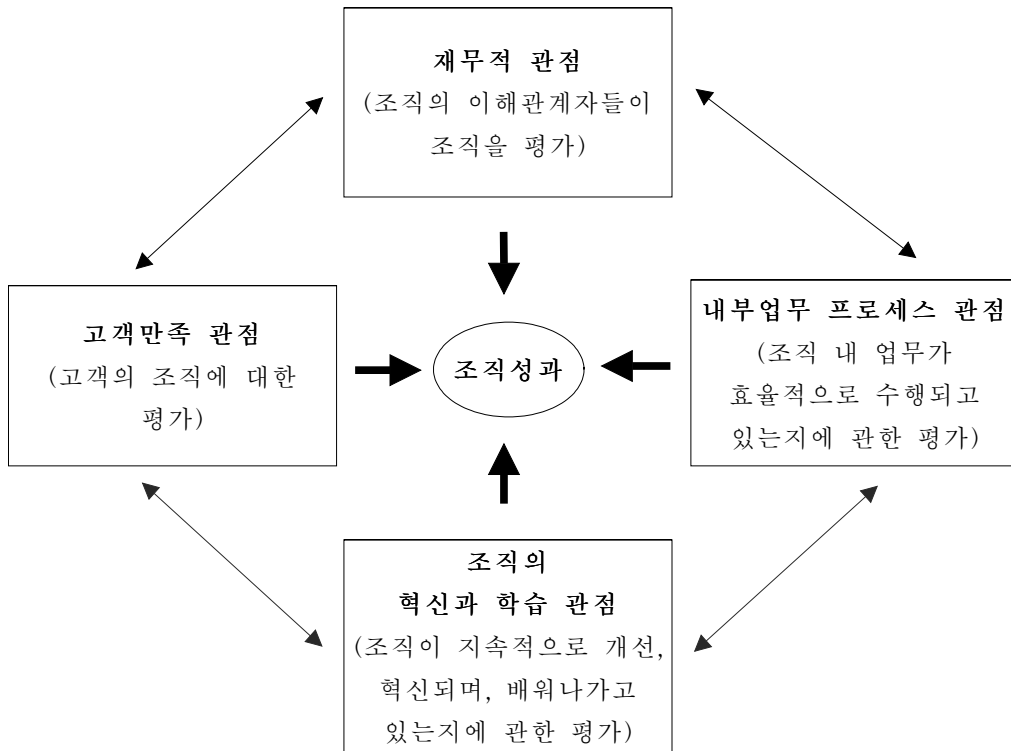 재무적 관점
(조직의 이해관계자들이
조직을 평가)
고객만족 관점
(고객의 조직에 대한
평가)
조직성과
내부업무 프로세스 관점
(조직 내 업무가
효율적으로 수행되고
있는지에 관한 평가)
조직의
혁신과 학습 관점
(조직이 지속적으로 개선,
혁신되며, 배워나가고
있는지에 관한 평가)